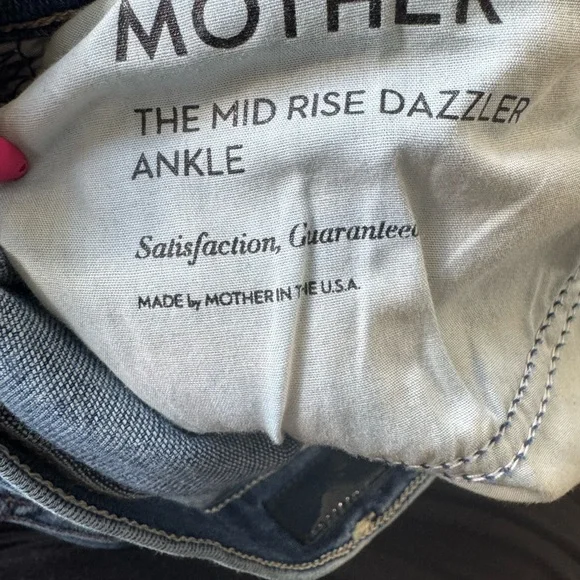 MOTHER
THE MID RISE DAZZLER
ANKLE
Satisfaction, Guaranteed
MADE by MOTHER IN THE U.S.A.